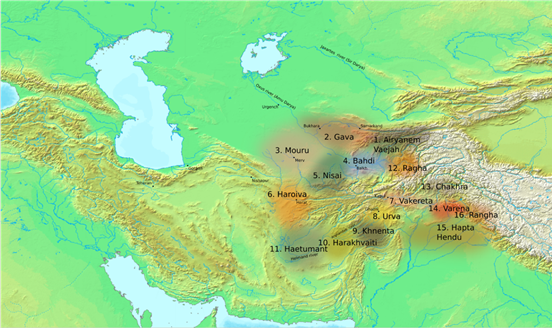 Jaxartes river (Syr Darya)
Oxus river (Amu Darya)
Urgench
Bukhara
Samarkand
2. Gava
1. Airyanem
Vaejah
3. Mouru
Merv
4. Bahdi
Balkh
12. Ragha
5. Nisai
Tehran
13. Chakhra
6. Haroiva
Herat
7. Vakereta
8. Urva
14. Varena
16. Rangha
9. Khnenta
15. Hapta
Hendu
10. Harakhvaiti
11. Haetumant
Helmand river